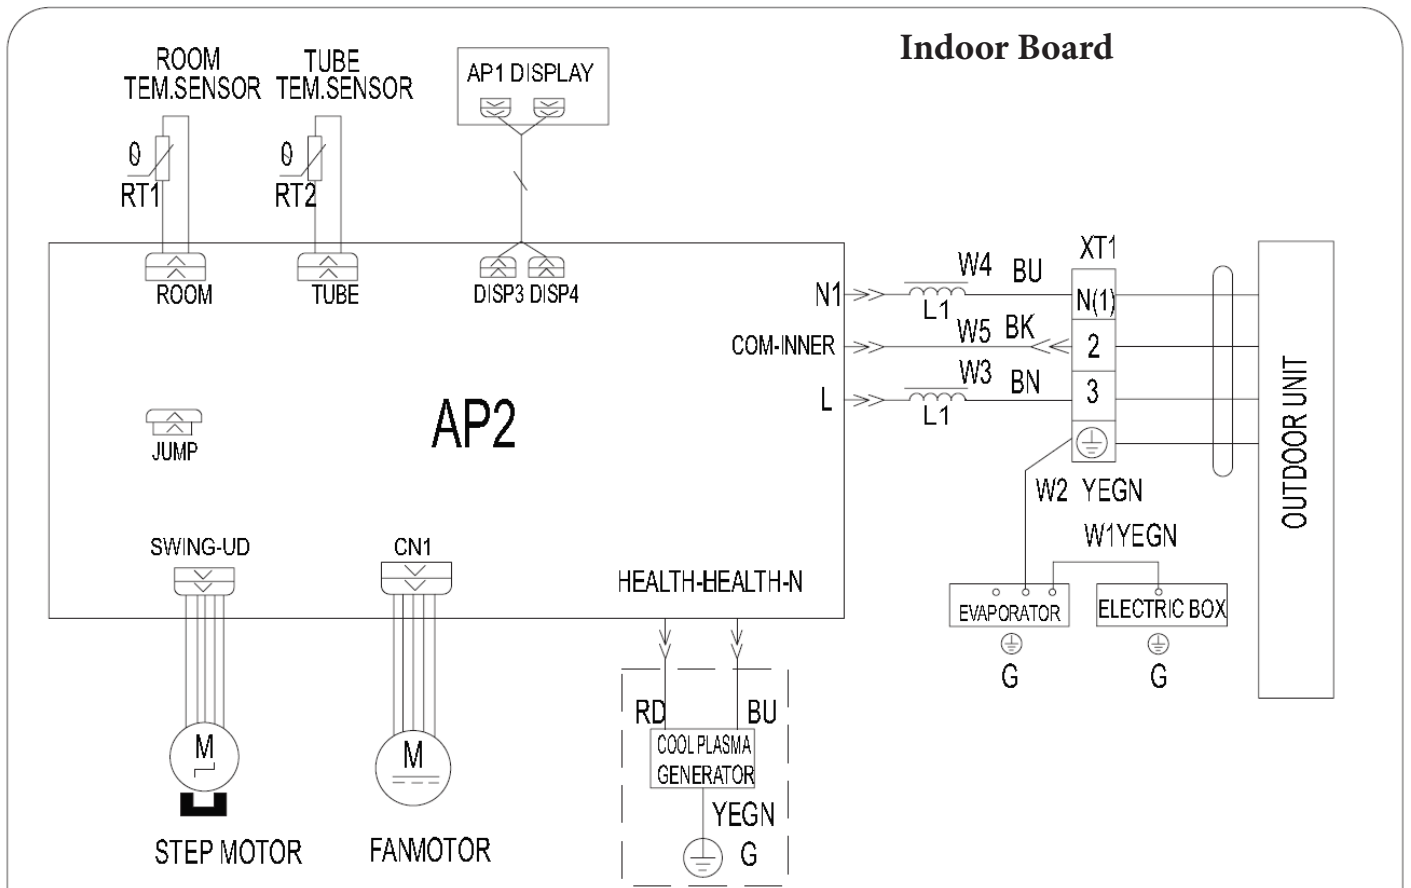 Indoor Board
ROOM
TEM.SENSOR
TUBE
TEM.SENSOR
AP1 DISPLAY
θ
RT1
θ
RT2
ROOM
TUBE
DISP3 DISP4
N1
W4
BU
L1
XT1
N(1)
COM-INNER
W5
BK
2
L
W3
BN
L1
3
OUTDOOR UNIT
AP2
JUMP
W2 YEGN
W1YEGN
EVAPORATOR
G
ELECTRIC BOX
G
SWING-UD
CN1
HEALTH-L
HEALTH-N
RD
BU
COOL PLASMA
GENERATOR
YEGN
G
M
STEP MOTOR
M
FANMOTOR